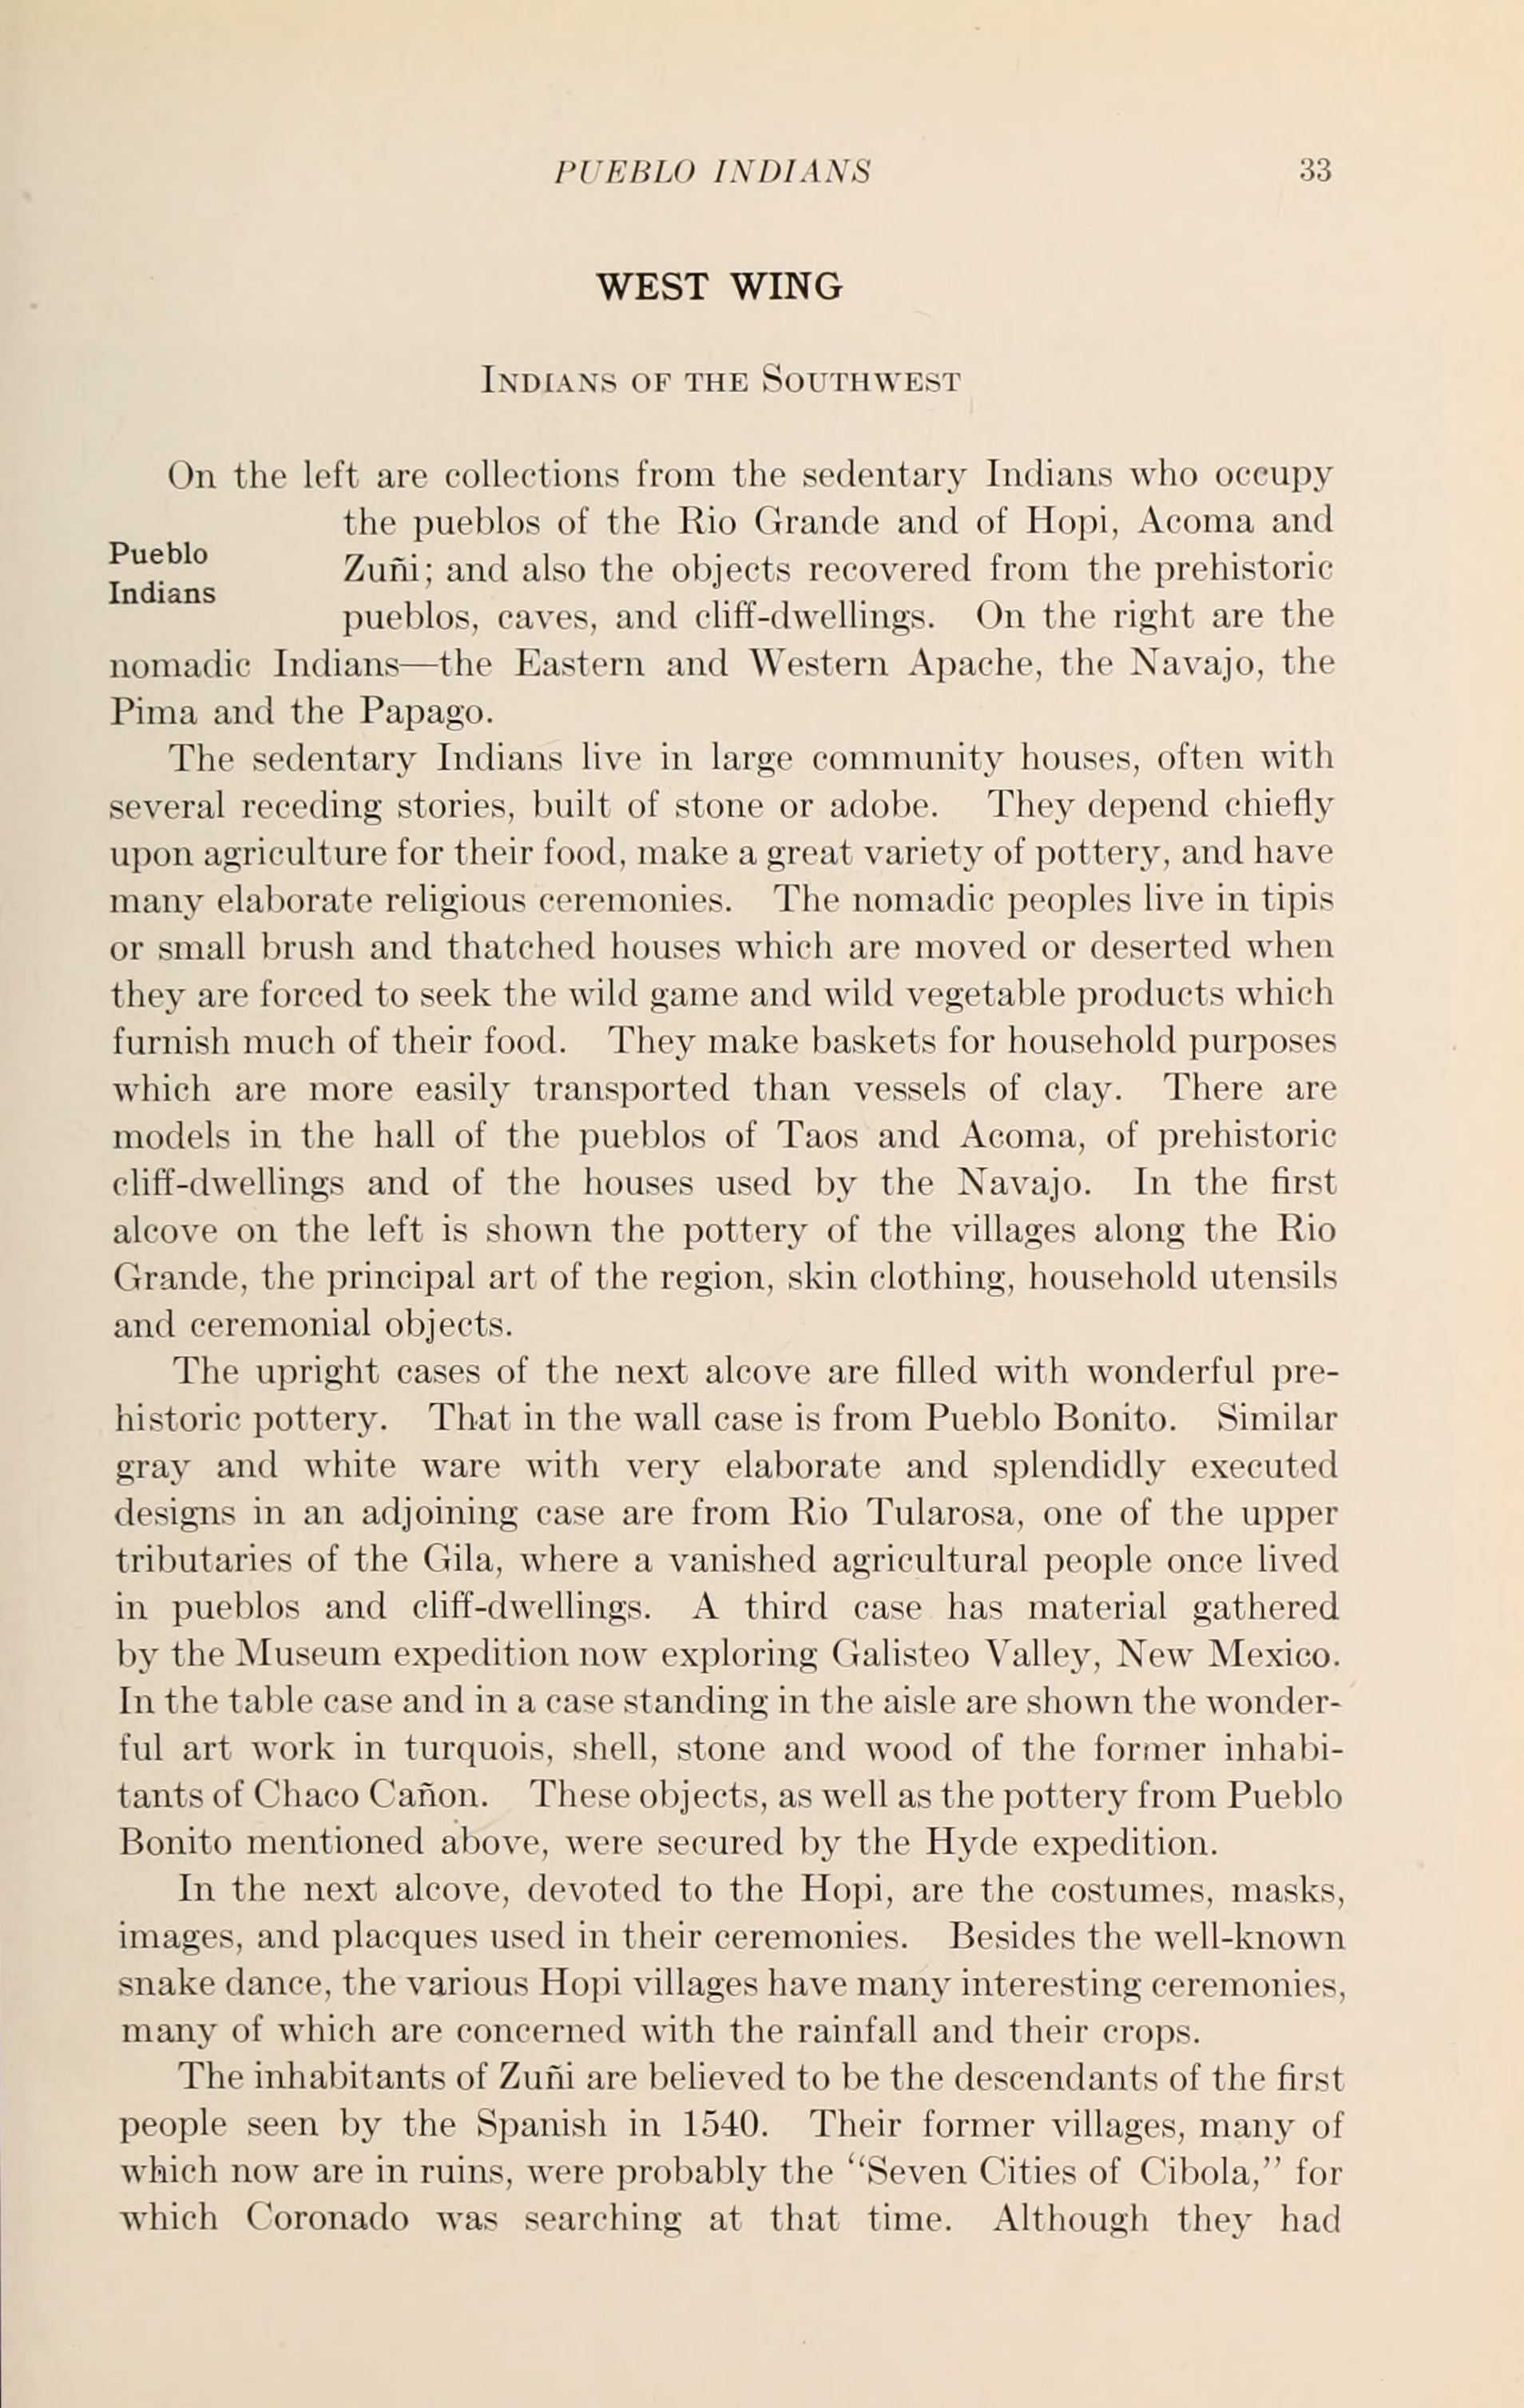 PUEBLO INDIANS 33
WEST WING
INDIANS OF THE SOUTHWEST
On the left are collections from the sedentary Indians who occupy
the pueblos of the Rio Grande and of Hopi, Acoma and
Pueblo
Indians
Zuñi; and also the objects recovered from the prehistoric
pueblos, caves, and cliff-dwellings. On the right are the
nomadic Indians—the Eastern and Western Apache, the Navajo, the
Pima and the Papago.
The sedentary Indians live in large community houses, often with
several receding stories, built of stone or adobe. They depend chiefly
upon agriculture for their food, make a great variety of pottery, and have
many elaborate religious ceremonies. The nomadic peoples live in tipis
or small brush and thatched houses which are moved or deserted when
they are forced to seek the wild game and wild vegetable products which
furnish much of their food. They make baskets for household purposes
which are more easily transported than vessels of clay. There are
models in the hall of the pueblos of Taos and Acoma, of prehistoric
cliff-dwellings and of the houses used by the Navajo. In the first
alcove on the left is shown the pottery of the villages along the Rio
Grande, the principal art of the region, skin clothing, household utensils
and ceremonial objects.
The upright cases of the next alcove are filled with wonderful pre-
historic pottery. That in the wall case is from Pueblo Bonito. Similar
gray and white ware with very elaborate and splendidly executed
designs in an adjoining case are from Rio Tularosa, one of the upper
tributaries of the Gila, where a vanished agricultural people once lived
in pueblos and cliff-dwellings. A third case has material gathered
by the Museum expedition now exploring Galisteo Valley, New Mexico.
In the table case and in a case standing in the aisle are shown the wonder-
ful art work in turquois, shell, stone and wood of the former inhabi-
tants of Chaco Cañon. These objects, as well as the pottery from Pueblo
Bonito mentioned above, were secured by the Hyde expedition.
In the next alcove, devoted to the Hopi, are the costumes, masks,
images, and placques used in their ceremonies. Besides the well-known
snake dance, the various Hopi villages have many interesting ceremonies,
many of which are concerned with the rainfall and their crops.
The inhabitants of Zuñi are believed to be the descendants of the first
people seen by the Spanish in 1540. Their former villages, many of
which now are in ruins, were probably the "Seven Cities of Cibola," for
which Coronado was searching at that time. Although they had